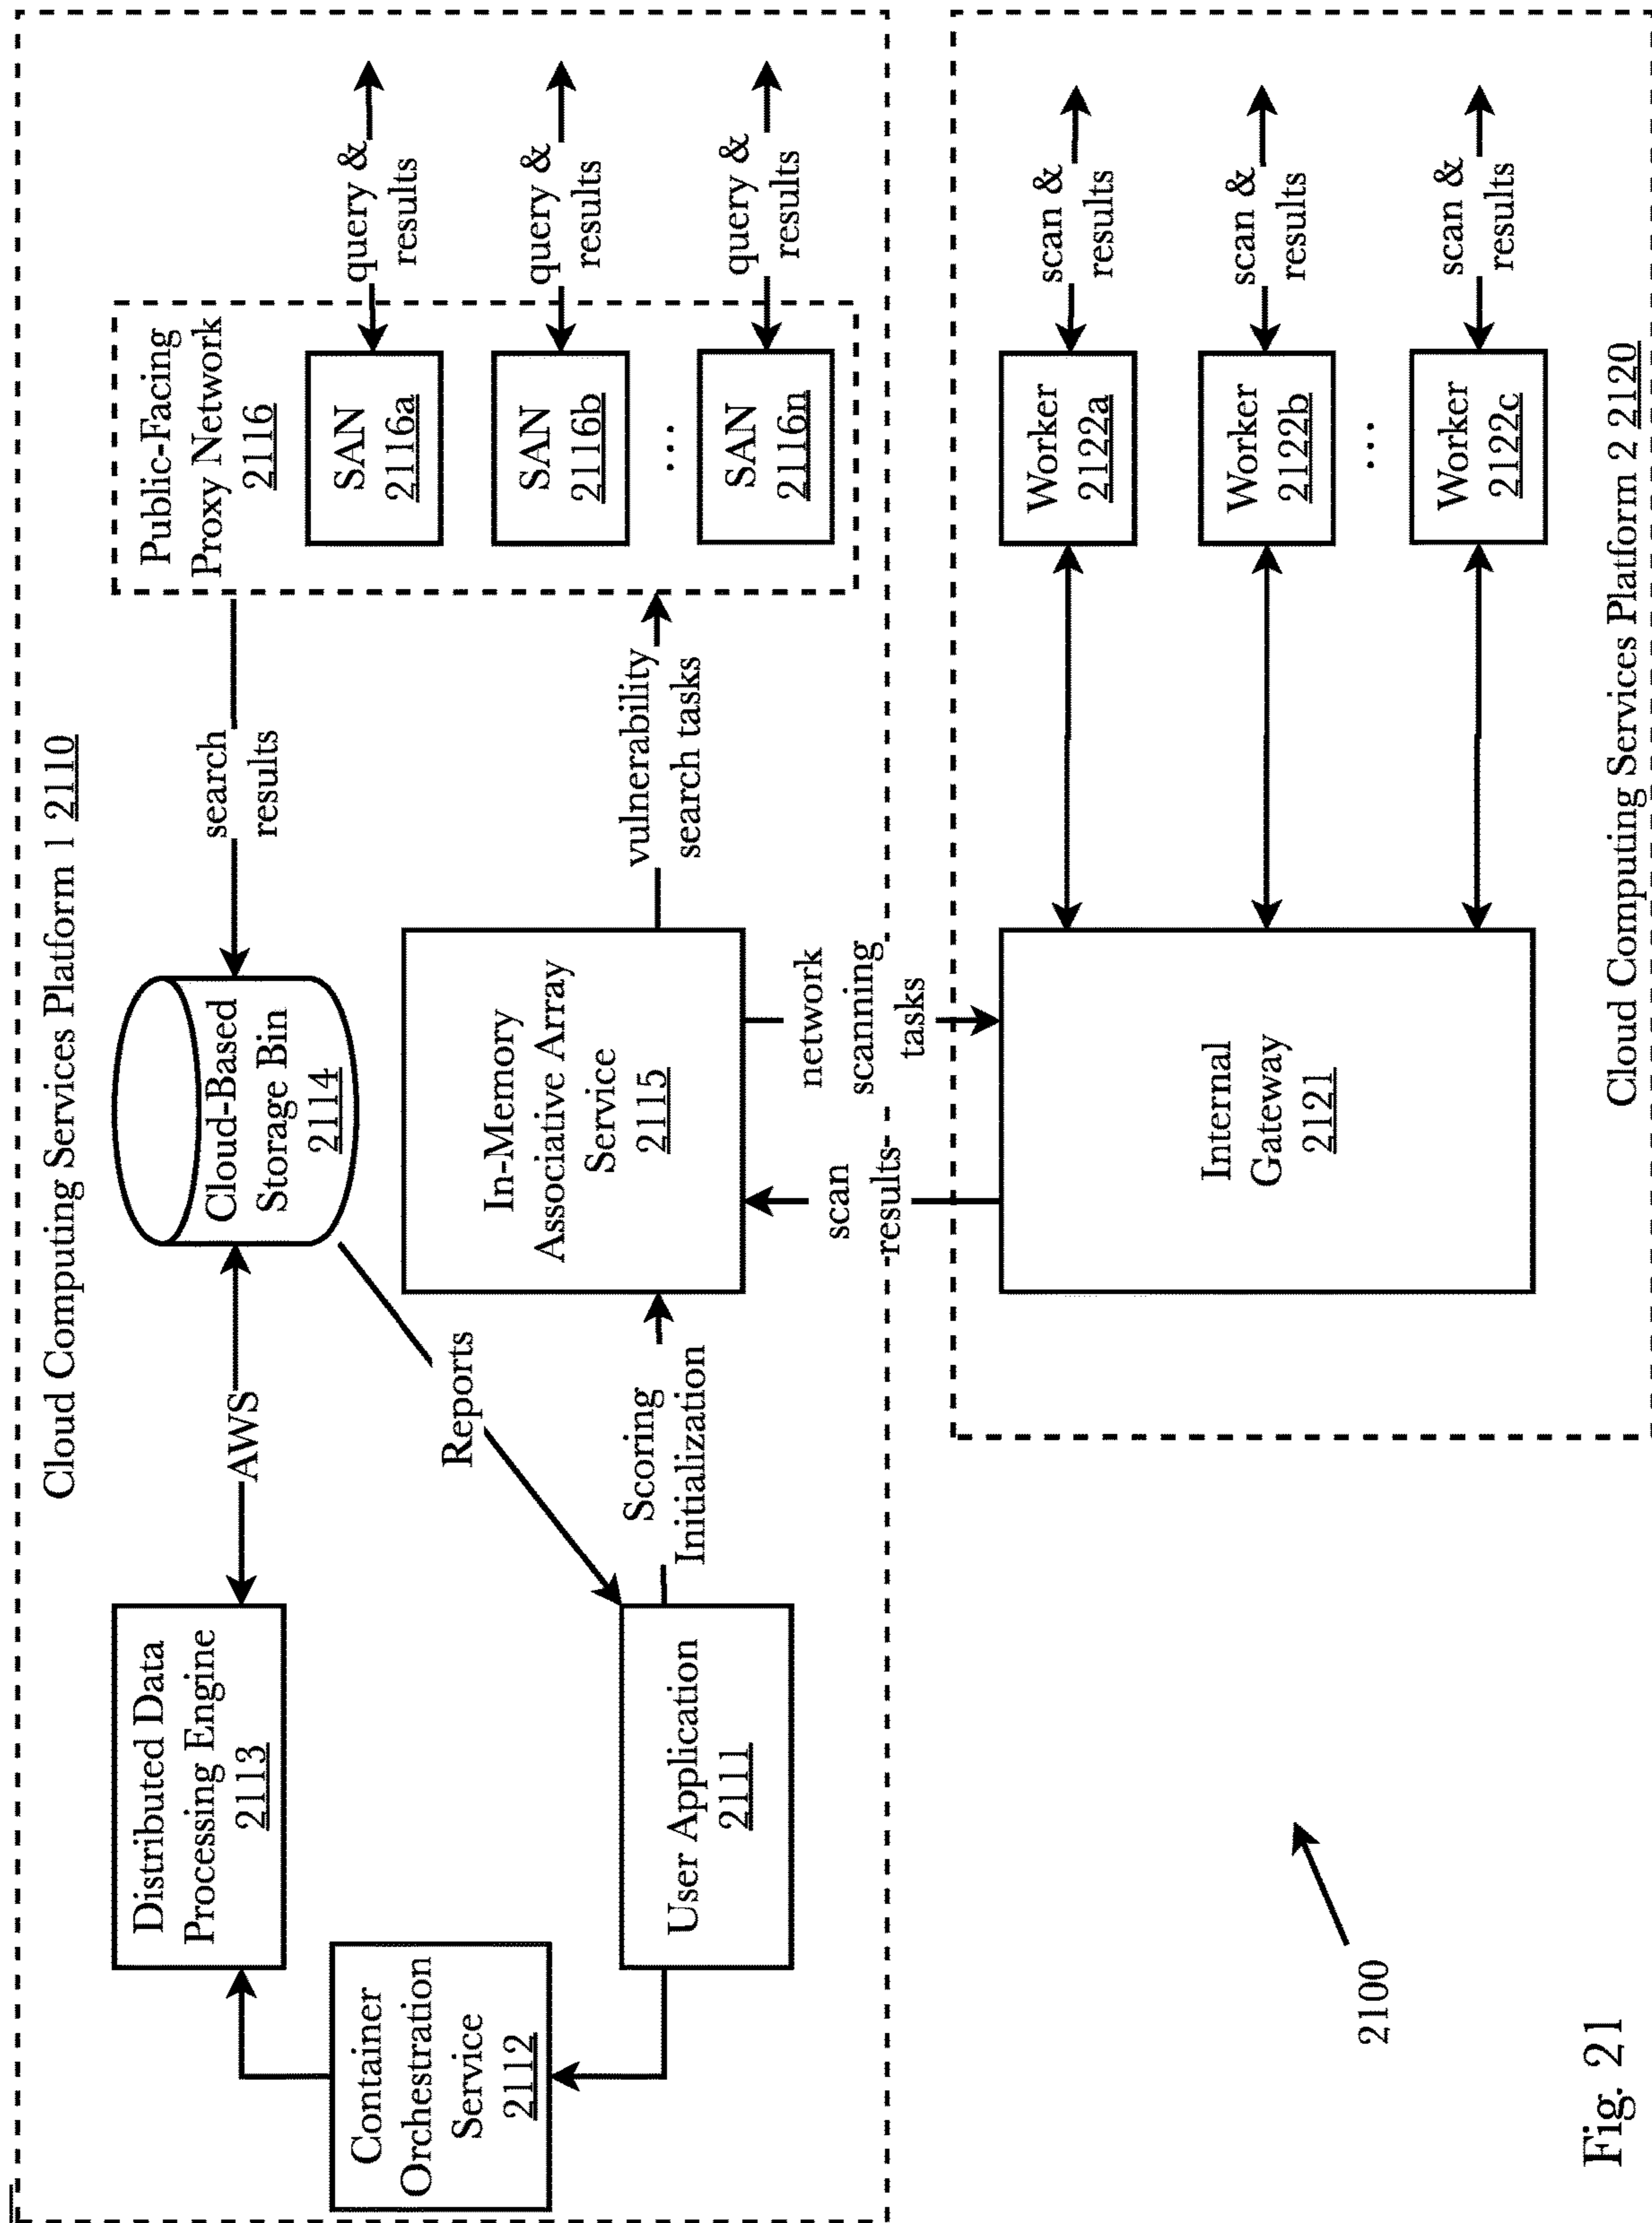 Cloud Computing Services Platform 1 2110
Distributed Data
Processing Engine
2113
AWS
Cloud-Based
Storage Bin
2114
search
results
Public-Facing
Proxy Network
2116
SAN
2116a
query &
results
SAN
2116b
query &
results
...
SAN
2116n
query &
results
Container
Orchestration
Service
2112
Reports
User Application
2111
Scoring
Initialization
In-Memory
Associative Array
Service
2115
vulnerability
search tasks
scan
results
network
scanning
tasks
Internal
Gateway
2121
Worker
2122a
scan &
results
Worker
2122b
scan &
results
...
Worker
2122c
scan &
results
Cloud Computing Services Platform 2 2120
2100
Fig. 21